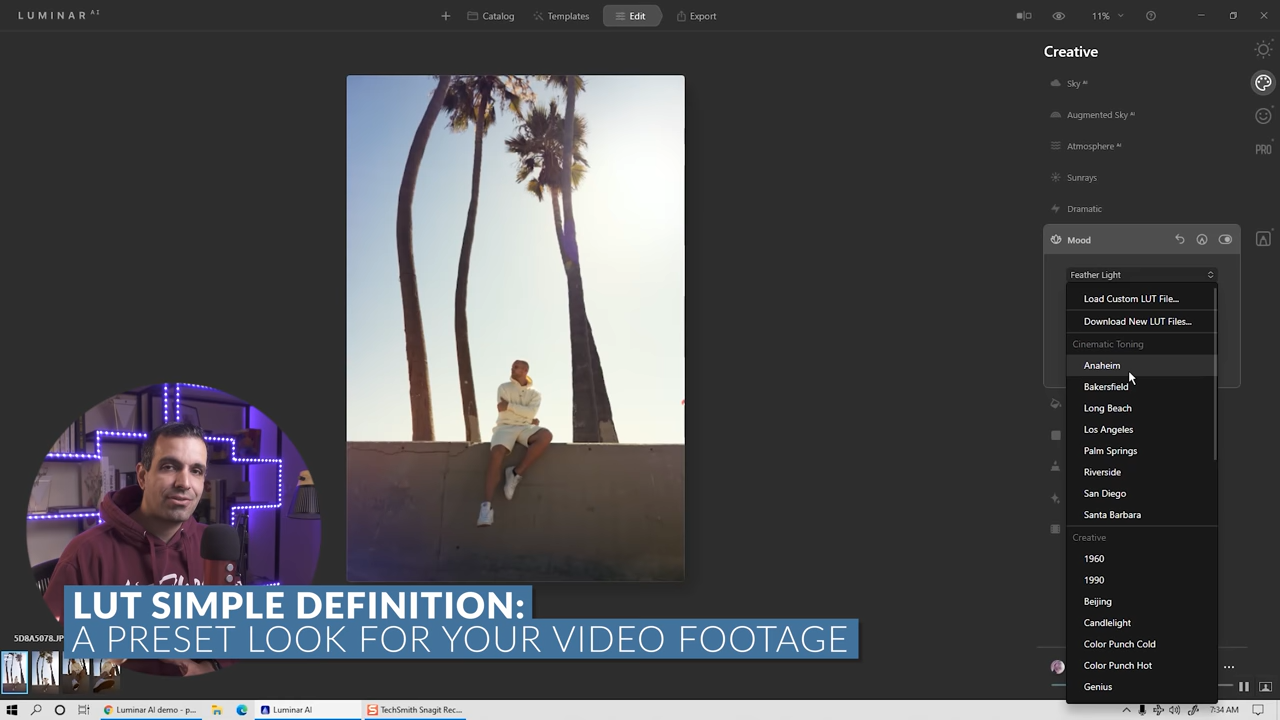 LUMINAR AI
Catalog
Templates
Edit
Export
11%
Creative
Sky AI
Augmented Sky AI
Atmosphere AI
Sunrays
Dramatic
PRO
Mood
Feather Light
Load Custom LUT File...
Download New LUT Files...
Cinematic Toning
Anaheim
Bakersfield
Long Beach
Los Angeles
Palm Springs
Riverside
San Diego
Santa Barbara
Creative
1960
1990
Beijing
Candlelight
Color Punch Cold
Color Punch Hot
Genius
LUT SIMPLE DEFINITION:
A PRESET LOOK FOR YOUR VIDEO FOOTAGE
5D8A5078.JP
Luminar AI demo - p...
Luminar AI
TechSmith Snagit Rec...
7:34 AM